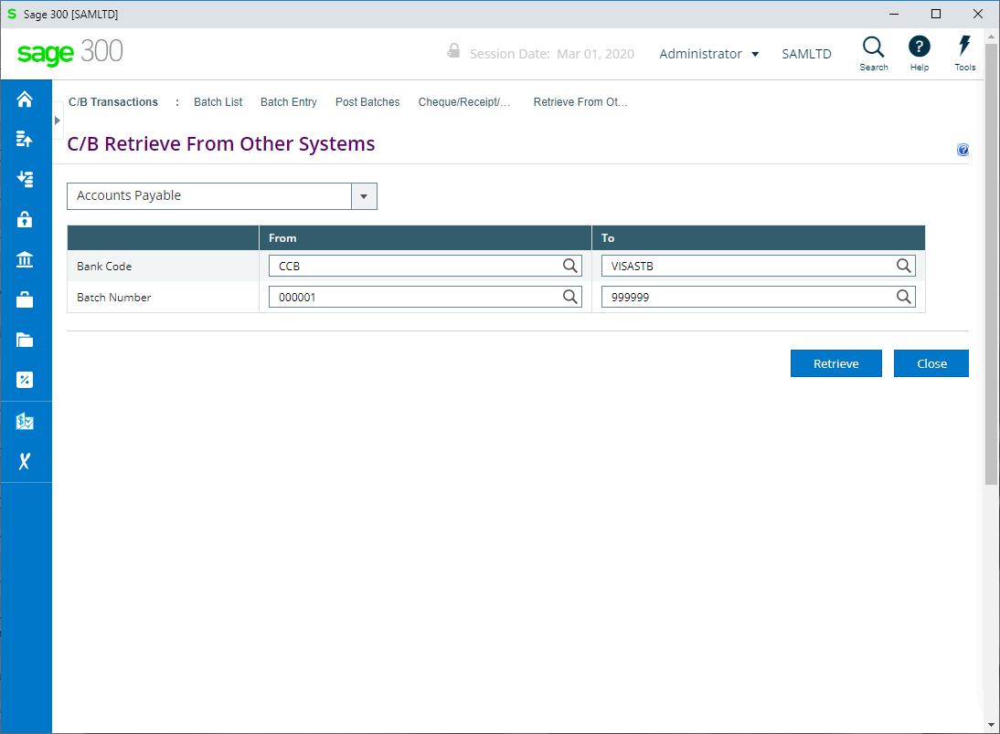 S Sage 300 [SAMLTD]
sage 300
Session Date: Mar 01, 2020
Administrator
SAMLTD
Search
?
Help
Tools
C/B Transactions : Batch List Batch Entry Post Batches Cheque/Receipt/... Retrieve From Ot...
C/B Retrieve From Other Systems
?
Accounts Payable
From To
Bank Code CCB VISASTB
Batch Number 000001 999999
Retrieve Close